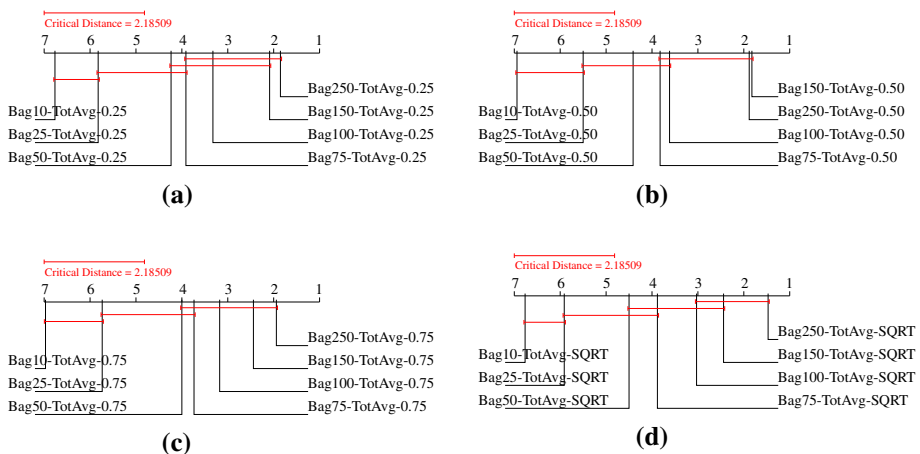 Critical Distance = 2.18509
7 6 5 4 3 2 1
Bag250-TotAvg-0.25
Bag10-TotAvg-0.25 Bag150-TotAvg-0.25
Bag25-TotAvg-0.25 Bag100-TotAvg-0.25
Bag50-TotAvg-0.25 Bag75-TotAvg-0.25
(a)
Critical Distance = 2.18509
7 6 5 4 3 2 1
Bag150-TotAvg-0.50
Bag10-TotAvg-0.50 Bag250-TotAvg-0.50
Bag25-TotAvg-0.50 Bag100-TotAvg-0.50
Bag50-TotAvg-0.50 Bag75-TotAvg-0.50
(b)
Critical Distance = 2.18509
7 6 5 4 3 2 1
Bag250-TotAvg-0.75
Bag10-TotAvg-0.75 Bag150-TotAvg-0.75
Bag25-TotAvg-0.75 Bag100-TotAvg-0.75
Bag50-TotAvg-0.75 Bag75-TotAvg-0.75
(c)
Critical Distance = 2.18509
7 6 5 4 3 2 1
Bag250-TotAvg-SQRT
Bag10-TotAvg-SQRT Bag150-TotAvg-SQRT
Bag25-TotAvg-SQRT Bag100-TotAvg-SQRT
Bag50-TotAvg-SQRT Bag75-TotAvg-SQRT
(d)